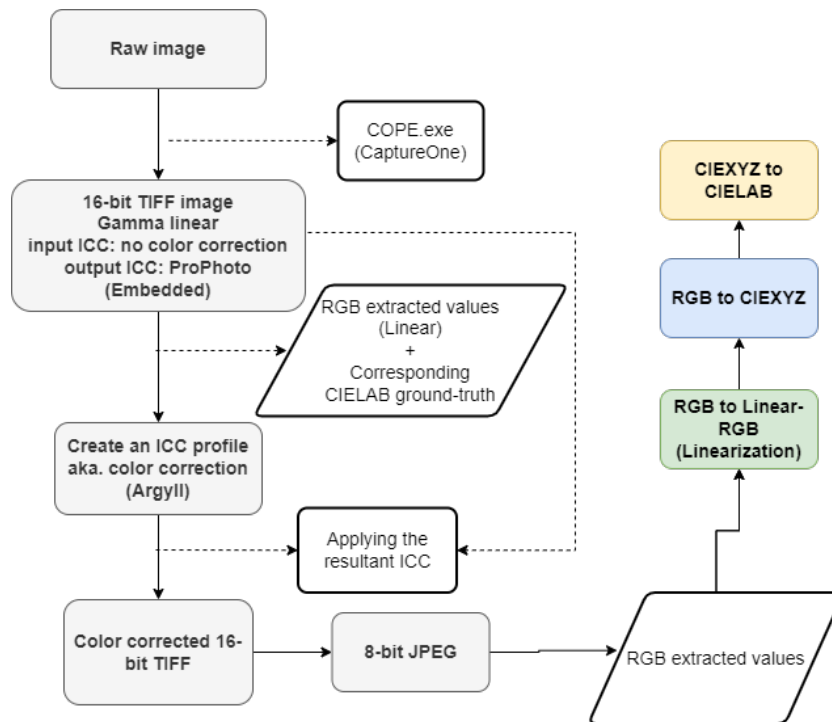 Raw image
COPE.exe
(CaptureOne)
16-bit TIFF image
Gamma linear
input ICC: no color correction
output ICC: ProPhoto
(Embedded)
RGB extracted values
(Linear)
+
Corresponding
CIELAB ground-truth
Create an ICC profile
aka. color correction
(Argyll)
Applying the
resultant ICC
Color corrected 16-
bit TIFF
8-bit JPEG
RGB extracted values
RGB to Linear-
RGB
(Linearization)
RGB to CIEXYZ
CIEXYZ to
CIELAB